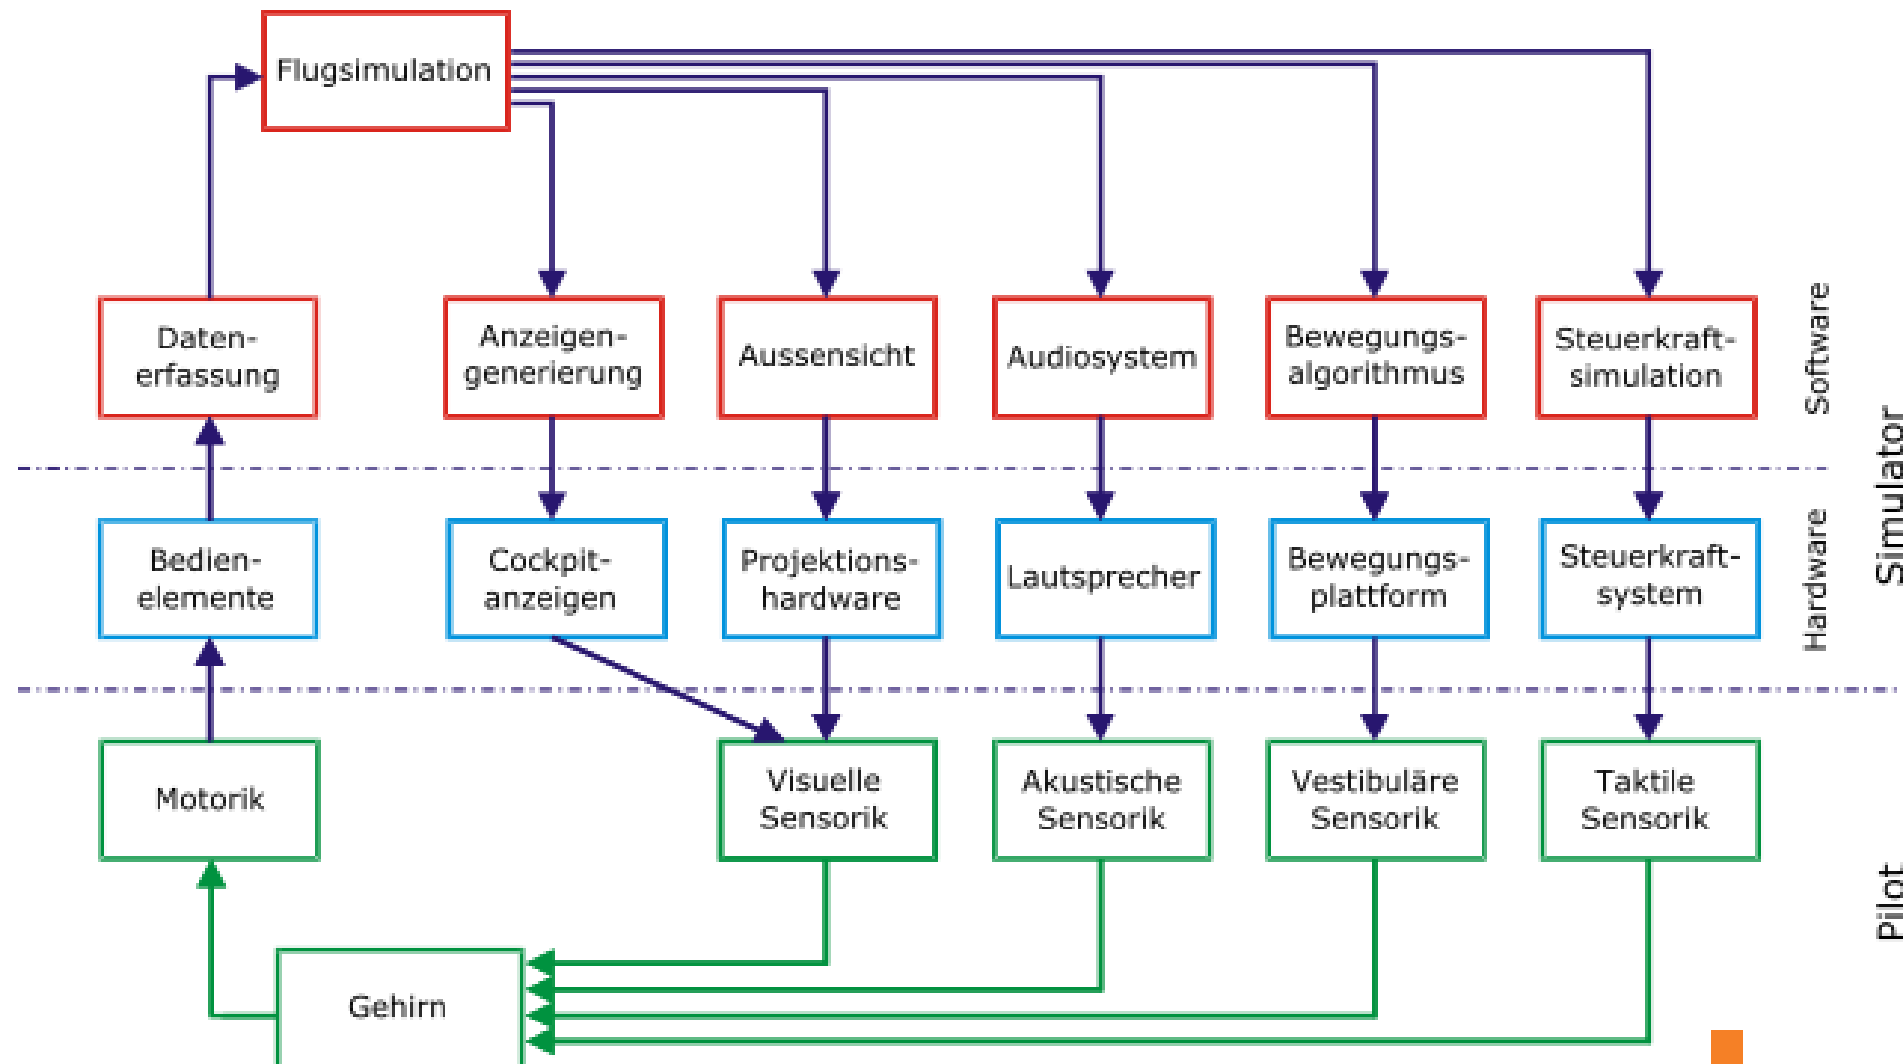 Flugsimulation
Daten-
erfassung
Anzeigen-
generierung
Aussensicht
Audiosystem
Bewegungs-
algorithmus
Steuerkraft-
simulation
Software
Bedien-
elemente
Cockpit-
anzeigen
Projektions-
hardware
Lautsprecher
Bewegungs-
plattform
Steuerkraft-
system
Hardware
Simulator
Motorik
Visuelle
Sensorik
Akustische
Sensorik
Vestibuläre
Sensorik
Taktile
Sensorik
Pilot
Gehirn